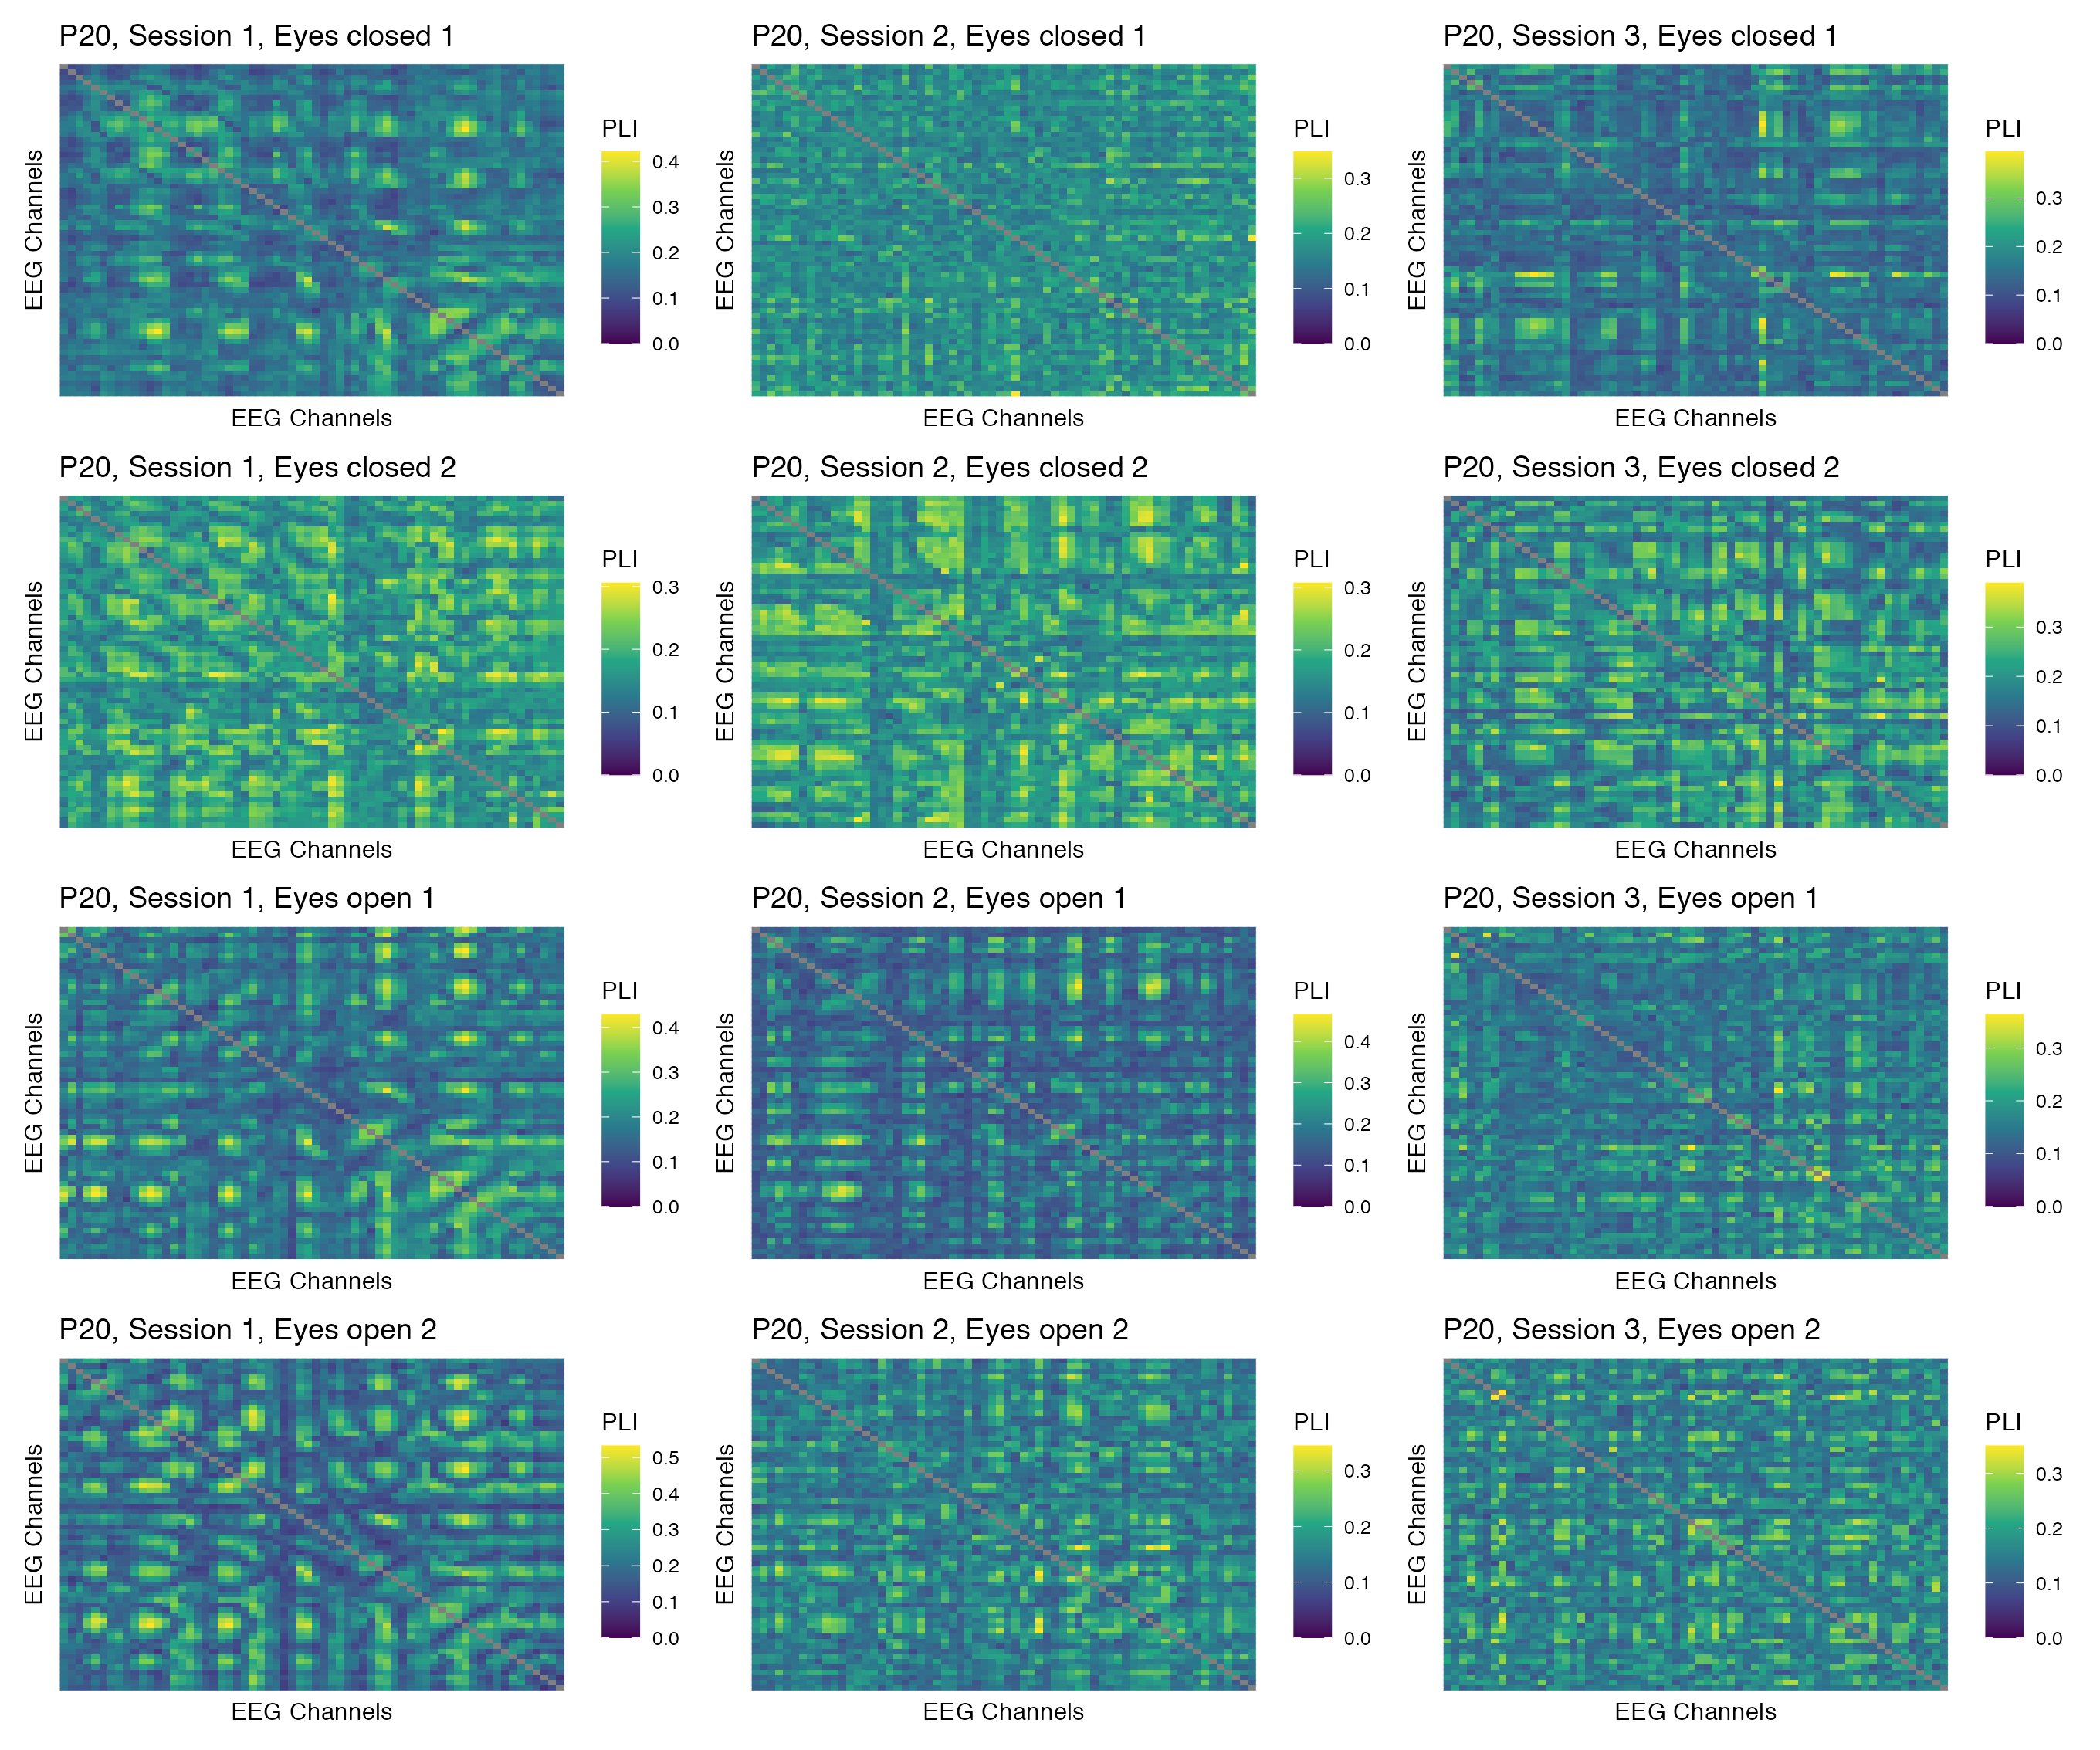 P20, Session 1, Eyes closed 1
EEG Channels
EEG Channels
PLI
0.4
0.3
0.2
0.1
0.0
P20, Session 2, Eyes closed 1
EEG Channels
EEG Channels
PLI
0.3
0.2
0.1
0.0
P20, Session 3, Eyes closed 1
EEG Channels
EEG Channels
PLI
0.3
0.2
0.1
0.0
P20, Session 1, Eyes closed 2
EEG Channels
EEG Channels
PLI
0.3
0.2
0.1
0.0
P20, Session 2, Eyes closed 2
EEG Channels
EEG Channels
PLI
0.3
0.2
0.1
0.0
P20, Session 3, Eyes closed 2
EEG Channels
EEG Channels
PLI
0.3
0.2
0.1
0.0
P20, Session 1, Eyes open 1
EEG Channels
EEG Channels
PLI
0.4
0.3
0.2
0.1
0.0
P20, Session 2, Eyes open 1
EEG Channels
EEG Channels
PLI
0.4
0.3
0.2
0.1
0.0
P20, Session 3, Eyes open 1
EEG Channels
EEG Channels
PLI
0.3
0.2
0.1
0.0
P20, Session 1, Eyes open 2
EEG Channels
EEG Channels
PLI
0.5
0.4
0.3
0.2
0.1
0.0
P20, Session 2, Eyes open 2
EEG Channels
EEG Channels
PLI
0.3
0.2
0.1
0.0
P20, Session 3, Eyes open 2
EEG Channels
EEG Channels
PLI
0.3
0.2
0.1
0.0